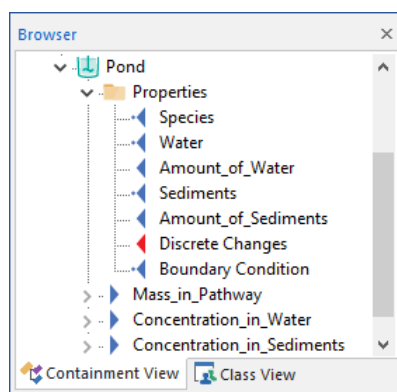 Browser
Pond
Properties
Species
Water
Amount_of_Water
Sediments
Amount_of_Sediments
Discrete Changes
Boundary Condition
Mass_in_Pathway
Concentration_in_Water
Concentration_in_Sediments
Containment View Class View